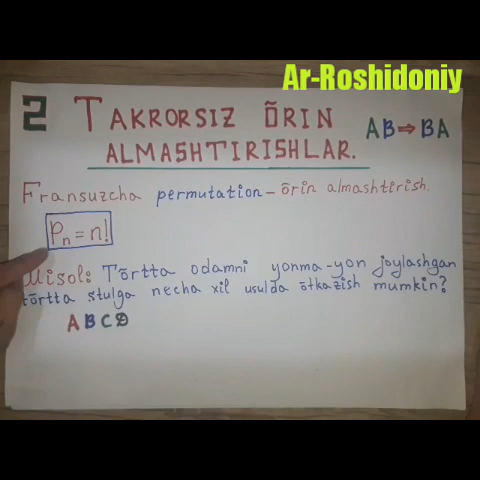 Ar-Roshidoniy
2 TAKRORSIZ ŌRIN
ALMASHTIRISHLAR.
AB⇒BA
Fransuzcha permutation – ōrin almashtirish.
Pn = n!
Misol: Tōrtta odamni yonma-yon joylashgan
tōrtta stulga necha xil usulda ōtkazish mumkin?
A B C D